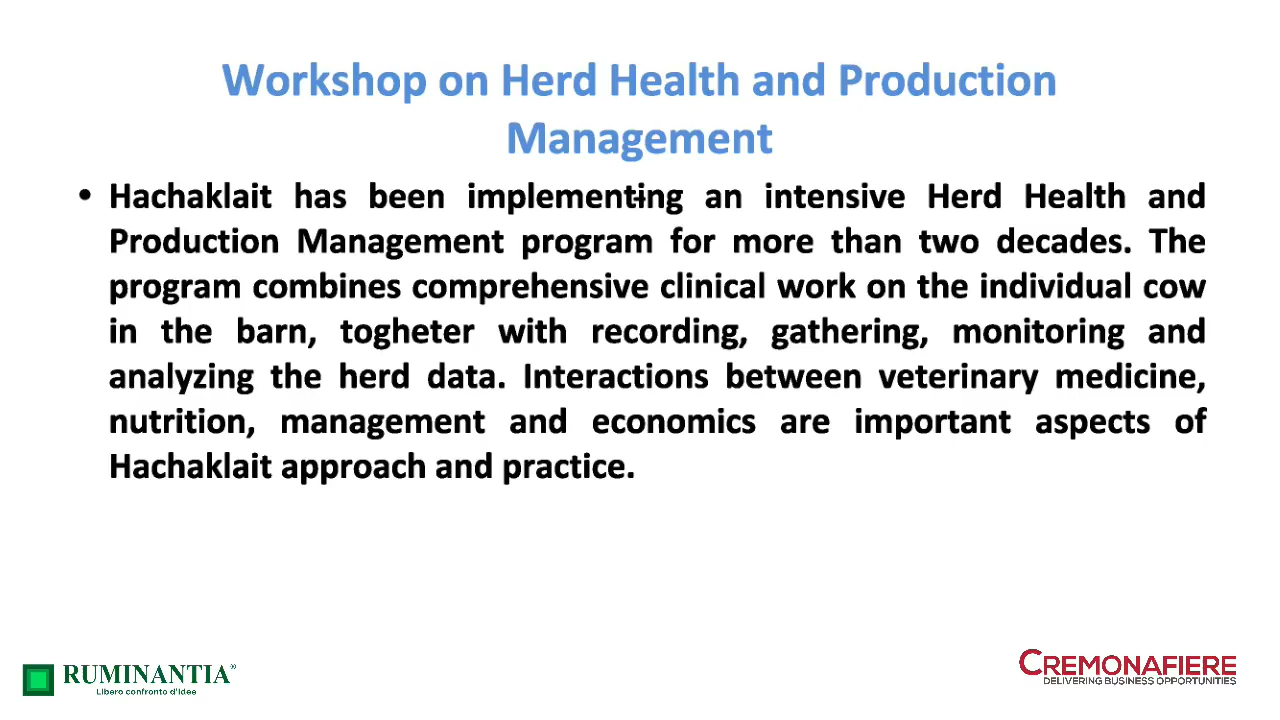 Workshop on Herd Health and Production
Management
• Hachaklait has been implementing an intensive Herd Health and
Production Management program for more than two decades. The
program combines comprehensive clinical work on the individual cow
in the barn, togheter with recording, gathering, monitoring and
analyzing the herd data. Interactions between veterinary medicine,
nutrition, management and economics are important aspects of
Hachaklait approach and practice.
RUMINANTIA®
Libero confronto d'Idee
CREMONAFIERE
DELIVERING BUSINESS OPPORTUNITIES